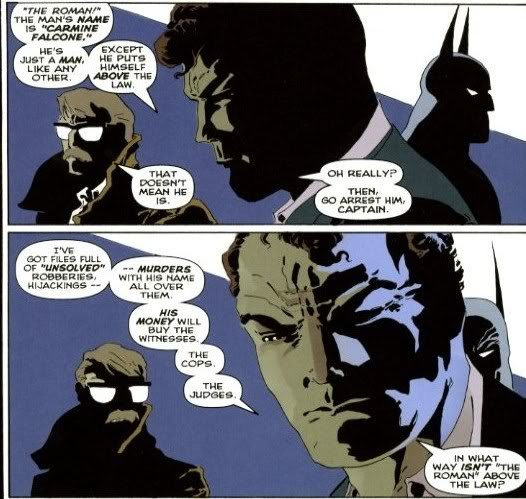 "THE ROMAN!"
THE MAN'S NAME
IS "CARMINE
FALCONE."
HE'S
JUST A MAN,
LIKE ANY
OTHER.
EXCEPT
HE PUTS
HIMSELF
ABOVE THE
LAW.
THAT
DOESN'T
MEAN HE
IS.
OH REALLY?
THEN,
GO ARREST HIM,
CAPTAIN.
I'VE
GOT FILES FULL
OF "UNSOLVED"
ROBBERIES,
HIJACKINGS --
-- MURDERS
WITH HIS NAME
ALL OVER
THEM.
HIS
MONEY WILL
BUY THE
WITNESSES.
THE
COPS.
THE
JUDGES.
IN WHAT
WAY ISN'T "THE
ROMAN" ABOVE
THE LAW?